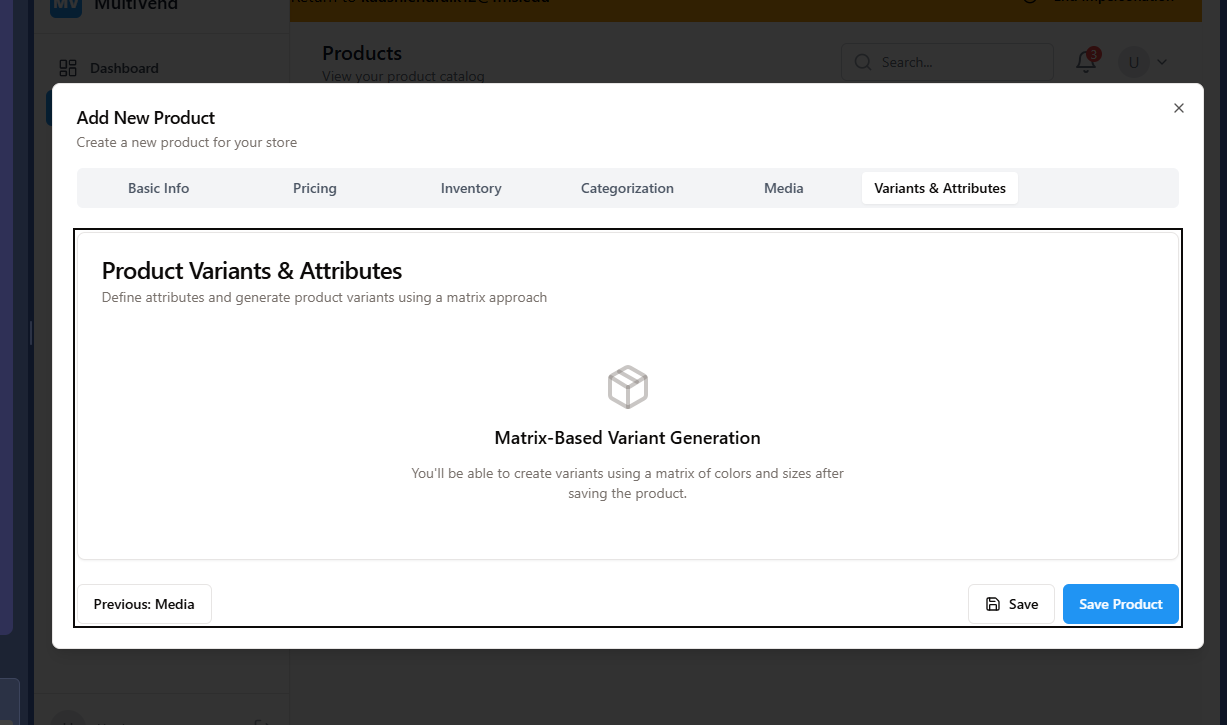 MV MultiVend
Dashboard
Products
View your product catalog
Search...
3
U
Add New Product
Create a new product for your store
Basic Info
Pricing
Inventory
Categorization
Media
Variants & Attributes
Product Variants & Attributes
Define attributes and generate product variants using a matrix approach
Matrix-Based Variant Generation
You'll be able to create variants using a matrix of colors and sizes after
saving the product.
Previous: Media
Save
Save Product